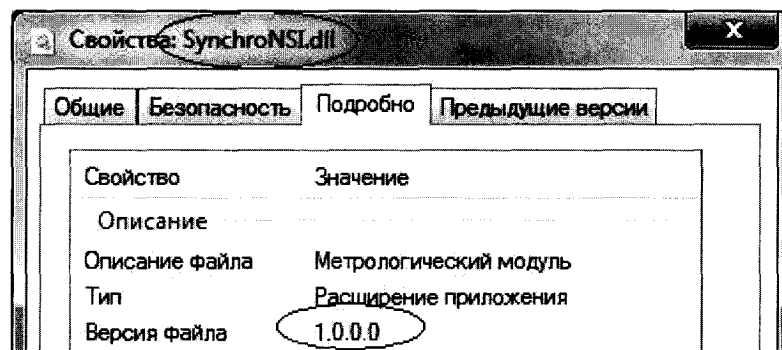 Свойства: SynchroNSI.dll
X
Общие Безопасность Подробно Предыдущие версии
Свойство Значение
Описание
Описание файла Метрологический модуль
Тип Расширение приложения
Версия файла 1.0.0.0